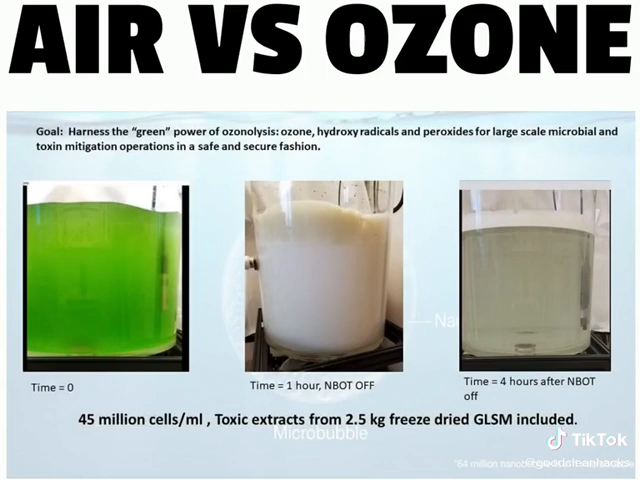 AIR VS OZONE
Goal: Harness the “green” power of ozonolysis: ozone, hydroxy radicals and peroxides for large scale microbial and
toxin mitigation operations in a safe and secure fashion.
Time = 0
Time = 1 hour, NBOT OFF
Time = 4 hours after NBOT
off
45 million cells/ml , Toxic extracts from 2.5 kg freeze dried GLSM included.
Microbubble
TikTok
*64 million